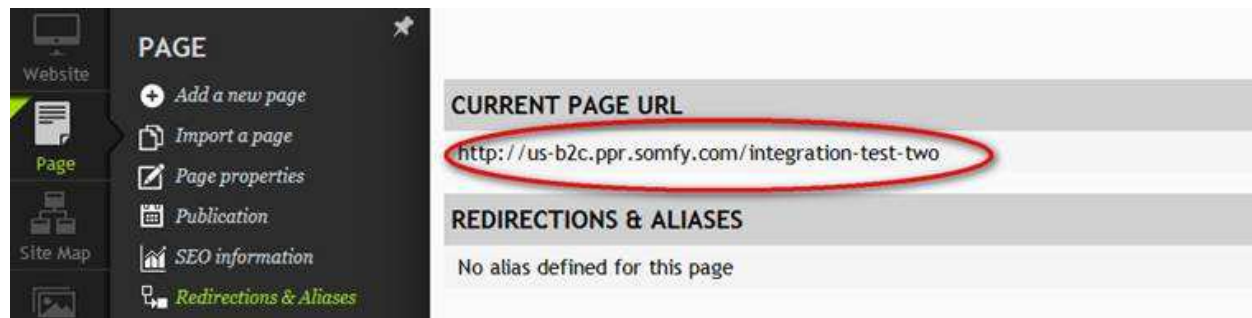 Website
Page
Site Map
PAGE
Add a new page
Import a page
Page properties
Publication
SEO information
Redirections & Aliases
CURRENT PAGE URL
http://us-b2c.ppr.somfy.com/integration-test-two
REDIRECTIONS & ALIASES
No alias defined for this page